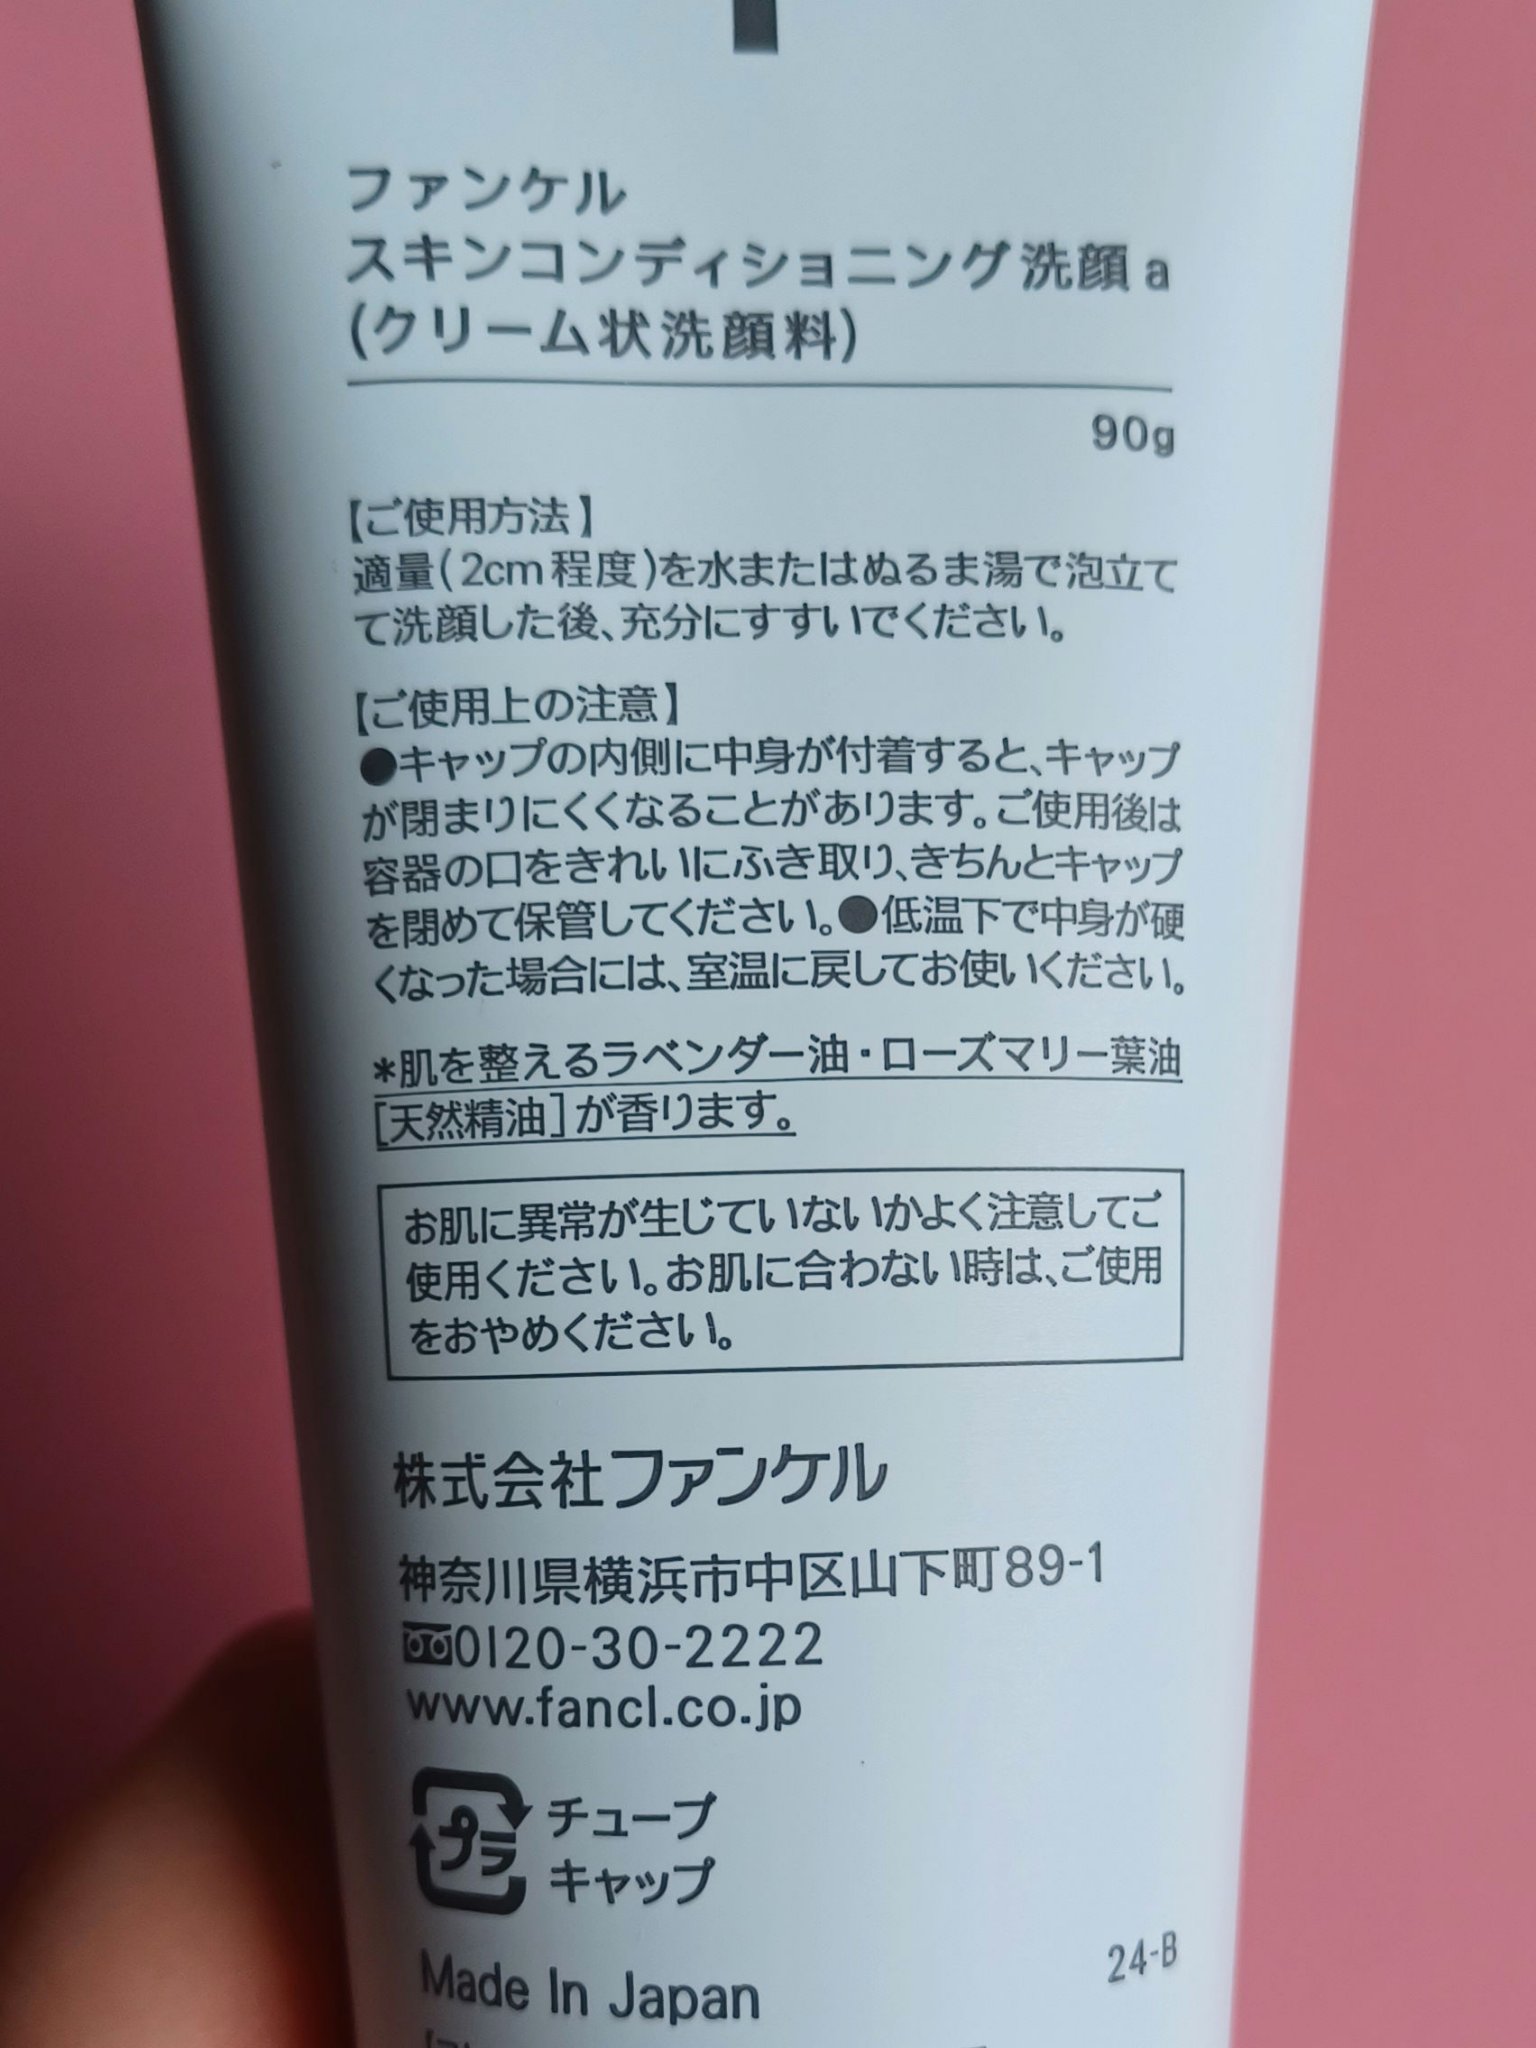 ファンケル
スキンコンディショニング洗顔a
(クリーム状洗顔料)
90g
【ご使用方法】
適量(2cm程度)を水またはぬるま湯で泡立て
て洗顔した後、充分にすすいでください。
【ご使用上の注意】
●キャップの内側に中身が付着すると、キャップ
が閉まりにくくなることがあります。ご使用後は
容器の口をきれいにふき取り、きちんとキャップ
を閉めて保管してください。●低温下で中身が硬
くなった場合には、室温に戻してお使いください。
*肌を整えるラベンダー油・ローズマリー葉油
[天然精油]が香ります。
お肌に異常が生じていないかよく注意してご
使用ください。お肌に合わない時は、ご使用
をおやめください。
株式会社ファンケル
神奈川県横浜市中区山下町89-1
0120-30-2222
www.fancl.co.jp
プラ チューブ
キャップ
24-B
Made In Japan